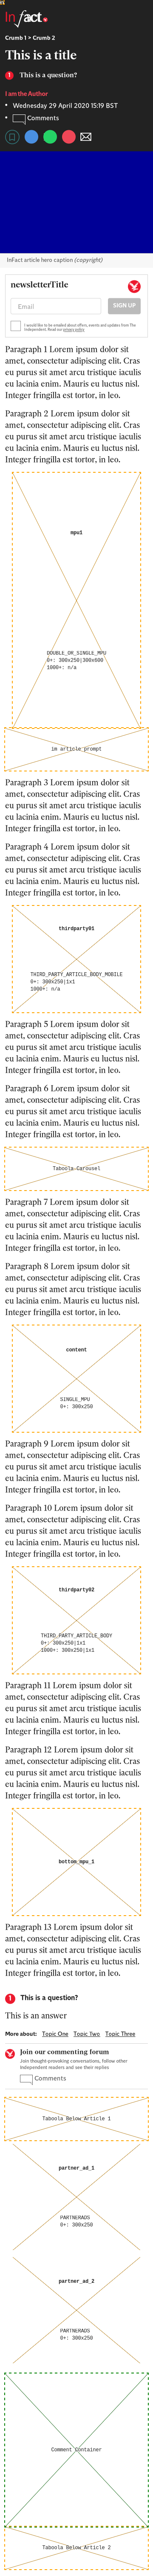 In fact.
Crumb 1 > Crumb 2
This is a title
1 This is a question?
I am the Author
Wednesday 29 April 2020 15:19 BST
Comments
InFact article hero caption (copyright)
newsletterTitle
Email
SIGN UP
I would like to be emailed about offers, events and updates from The
Independent. Read our privacy policy
Paragraph 1 Lorem ipsum dolor sit
amet, consectetur adipiscing elit. Cras
eu purus sit amet arcu tristique iaculis
eu lacinia enim. Mauris eu luctus nisl.
Integer fringilla est tortor, in leo.
Paragraph 2 Lorem ipsum dolor sit
amet, consectetur adipiscing elit. Cras
eu purus sit amet arcu tristique iaculis
eu lacinia enim. Mauris eu luctus nisl.
Integer fringilla est tortor, in leo.
mpu1
DOUBLE_OR_SINGLE_MPU
0+: 300x250|300x600
1000+: n/a
im article prompt
Paragraph 3 Lorem ipsum dolor sit
amet, consectetur adipiscing elit. Cras
eu purus sit amet arcu tristique iaculis
eu lacinia enim. Mauris eu luctus nisl.
Integer fringilla est tortor, in leo.
Paragraph 4 Lorem ipsum dolor sit
amet, consectetur adipiscing elit. Cras
eu purus sit amet arcu tristique iaculis
eu lacinia enim. Mauris eu luctus nisl.
Integer fringilla est tortor, in leo.
thirdparty01
THIRD_PARTY_ARTICLE_BODY_MOBILE
0+: 300x250|1x1
1000+: n/a
Paragraph 5 Lorem ipsum dolor sit
amet, consectetur adipiscing elit. Cras
eu purus sit amet arcu tristique iaculis
eu lacinia enim. Mauris eu luctus nisl.
Integer fringilla est tortor, in leo.
Paragraph 6 Lorem ipsum dolor sit
amet, consectetur adipiscing elit. Cras
eu purus sit amet arcu tristique iaculis
eu lacinia enim. Mauris eu luctus nisl.
Integer fringilla est tortor, in leo.
Taboola Carousel
Paragraph 7 Lorem ipsum dolor sit
amet, consectetur adipiscing elit. Cras
eu purus sit amet arcu tristique iaculis
eu lacinia enim. Mauris eu luctus nisl.
Integer fringilla est tortor, in leo.
Paragraph 8 Lorem ipsum dolor sit
amet, consectetur adipiscing elit. Cras
eu purus sit amet arcu tristique iaculis
eu lacinia enim. Mauris eu luctus nisl.
Integer fringilla est tortor, in leo.
content
SINGLE_MPU
0+: 300x250
Paragraph 9 Lorem ipsum dolor sit
amet, consectetur adipiscing elit. Cras
eu purus sit amet arcu tristique iaculis
eu lacinia enim. Mauris eu luctus nisl.
Integer fringilla est tortor, in leo.
Paragraph 10 Lorem ipsum dolor sit
amet, consectetur adipiscing elit. Cras
eu purus sit amet arcu tristique iaculis
eu lacinia enim. Mauris eu luctus nisl.
Integer fringilla est tortor, in leo.
thirdparty02
THIRD_PARTY_ARTICLE_BODY
0+: 300x250|1x1
1000+: 300x250|1x1
Paragraph 11 Lorem ipsum dolor sit
amet, consectetur adipiscing elit. Cras
eu purus sit amet arcu tristique iaculis
eu lacinia enim. Mauris eu luctus nisl.
Integer fringilla est tortor, in leo.
Paragraph 12 Lorem ipsum dolor sit
amet, consectetur adipiscing elit. Cras
eu purus sit amet arcu tristique iaculis
eu lacinia enim. Mauris eu luctus nisl.
Integer fringilla est tortor, in leo.
bottom_mpu_1
Paragraph 13 Lorem ipsum dolor sit
amet, consectetur adipiscing elit. Cras
eu purus sit amet arcu tristique iaculis
eu lacinia enim. Mauris eu luctus nisl.
Integer fringilla est tortor, in leo.
1 This is a question?
This is an answer
More about: Topic One Topic Two Topic Three
Join our commenting forum
Join thought-provoking conversations, follow other
Independent readers and see their replies
Comments
Taboola Below Article 1
partner_ad_1
PARTNERADS
0+: 300x250
partner_ad_2
PARTNERADS
0+: 300x250
Comment Container
Taboola Below Article 2